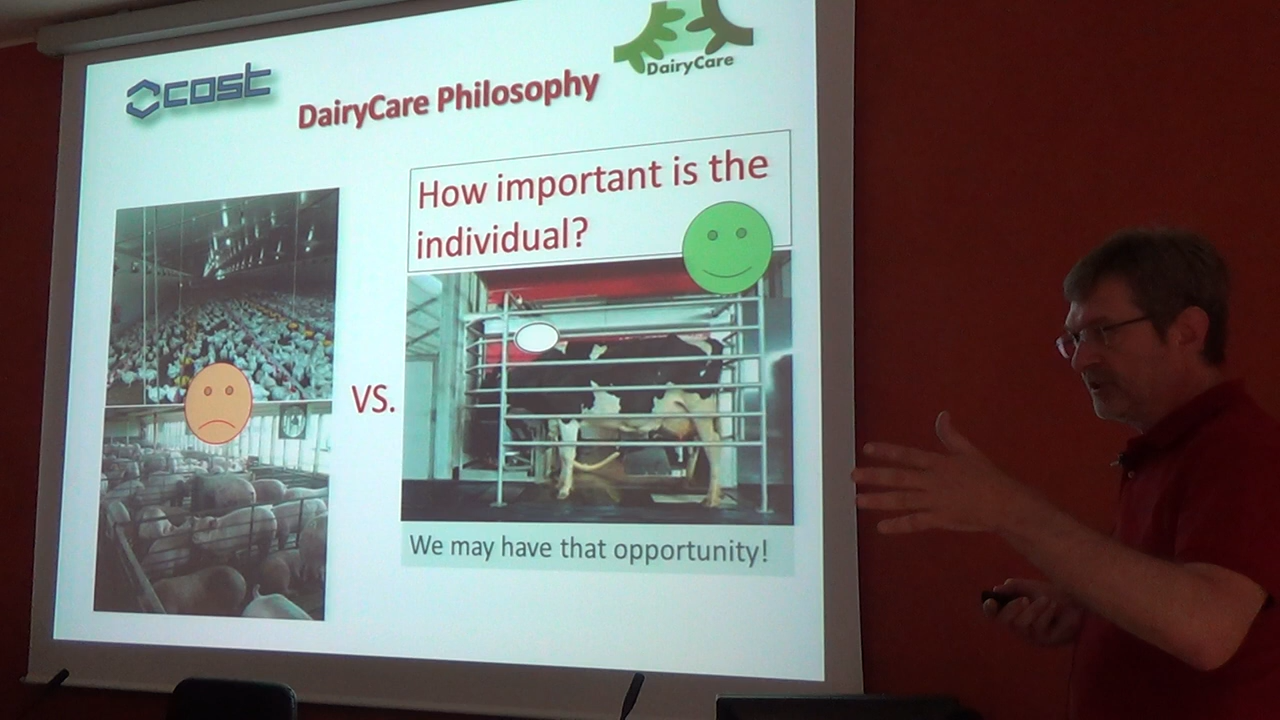 cost
DairyCare
DairyCare Philosophy
How important is the
individual?
VS.
We may have that opportunity!